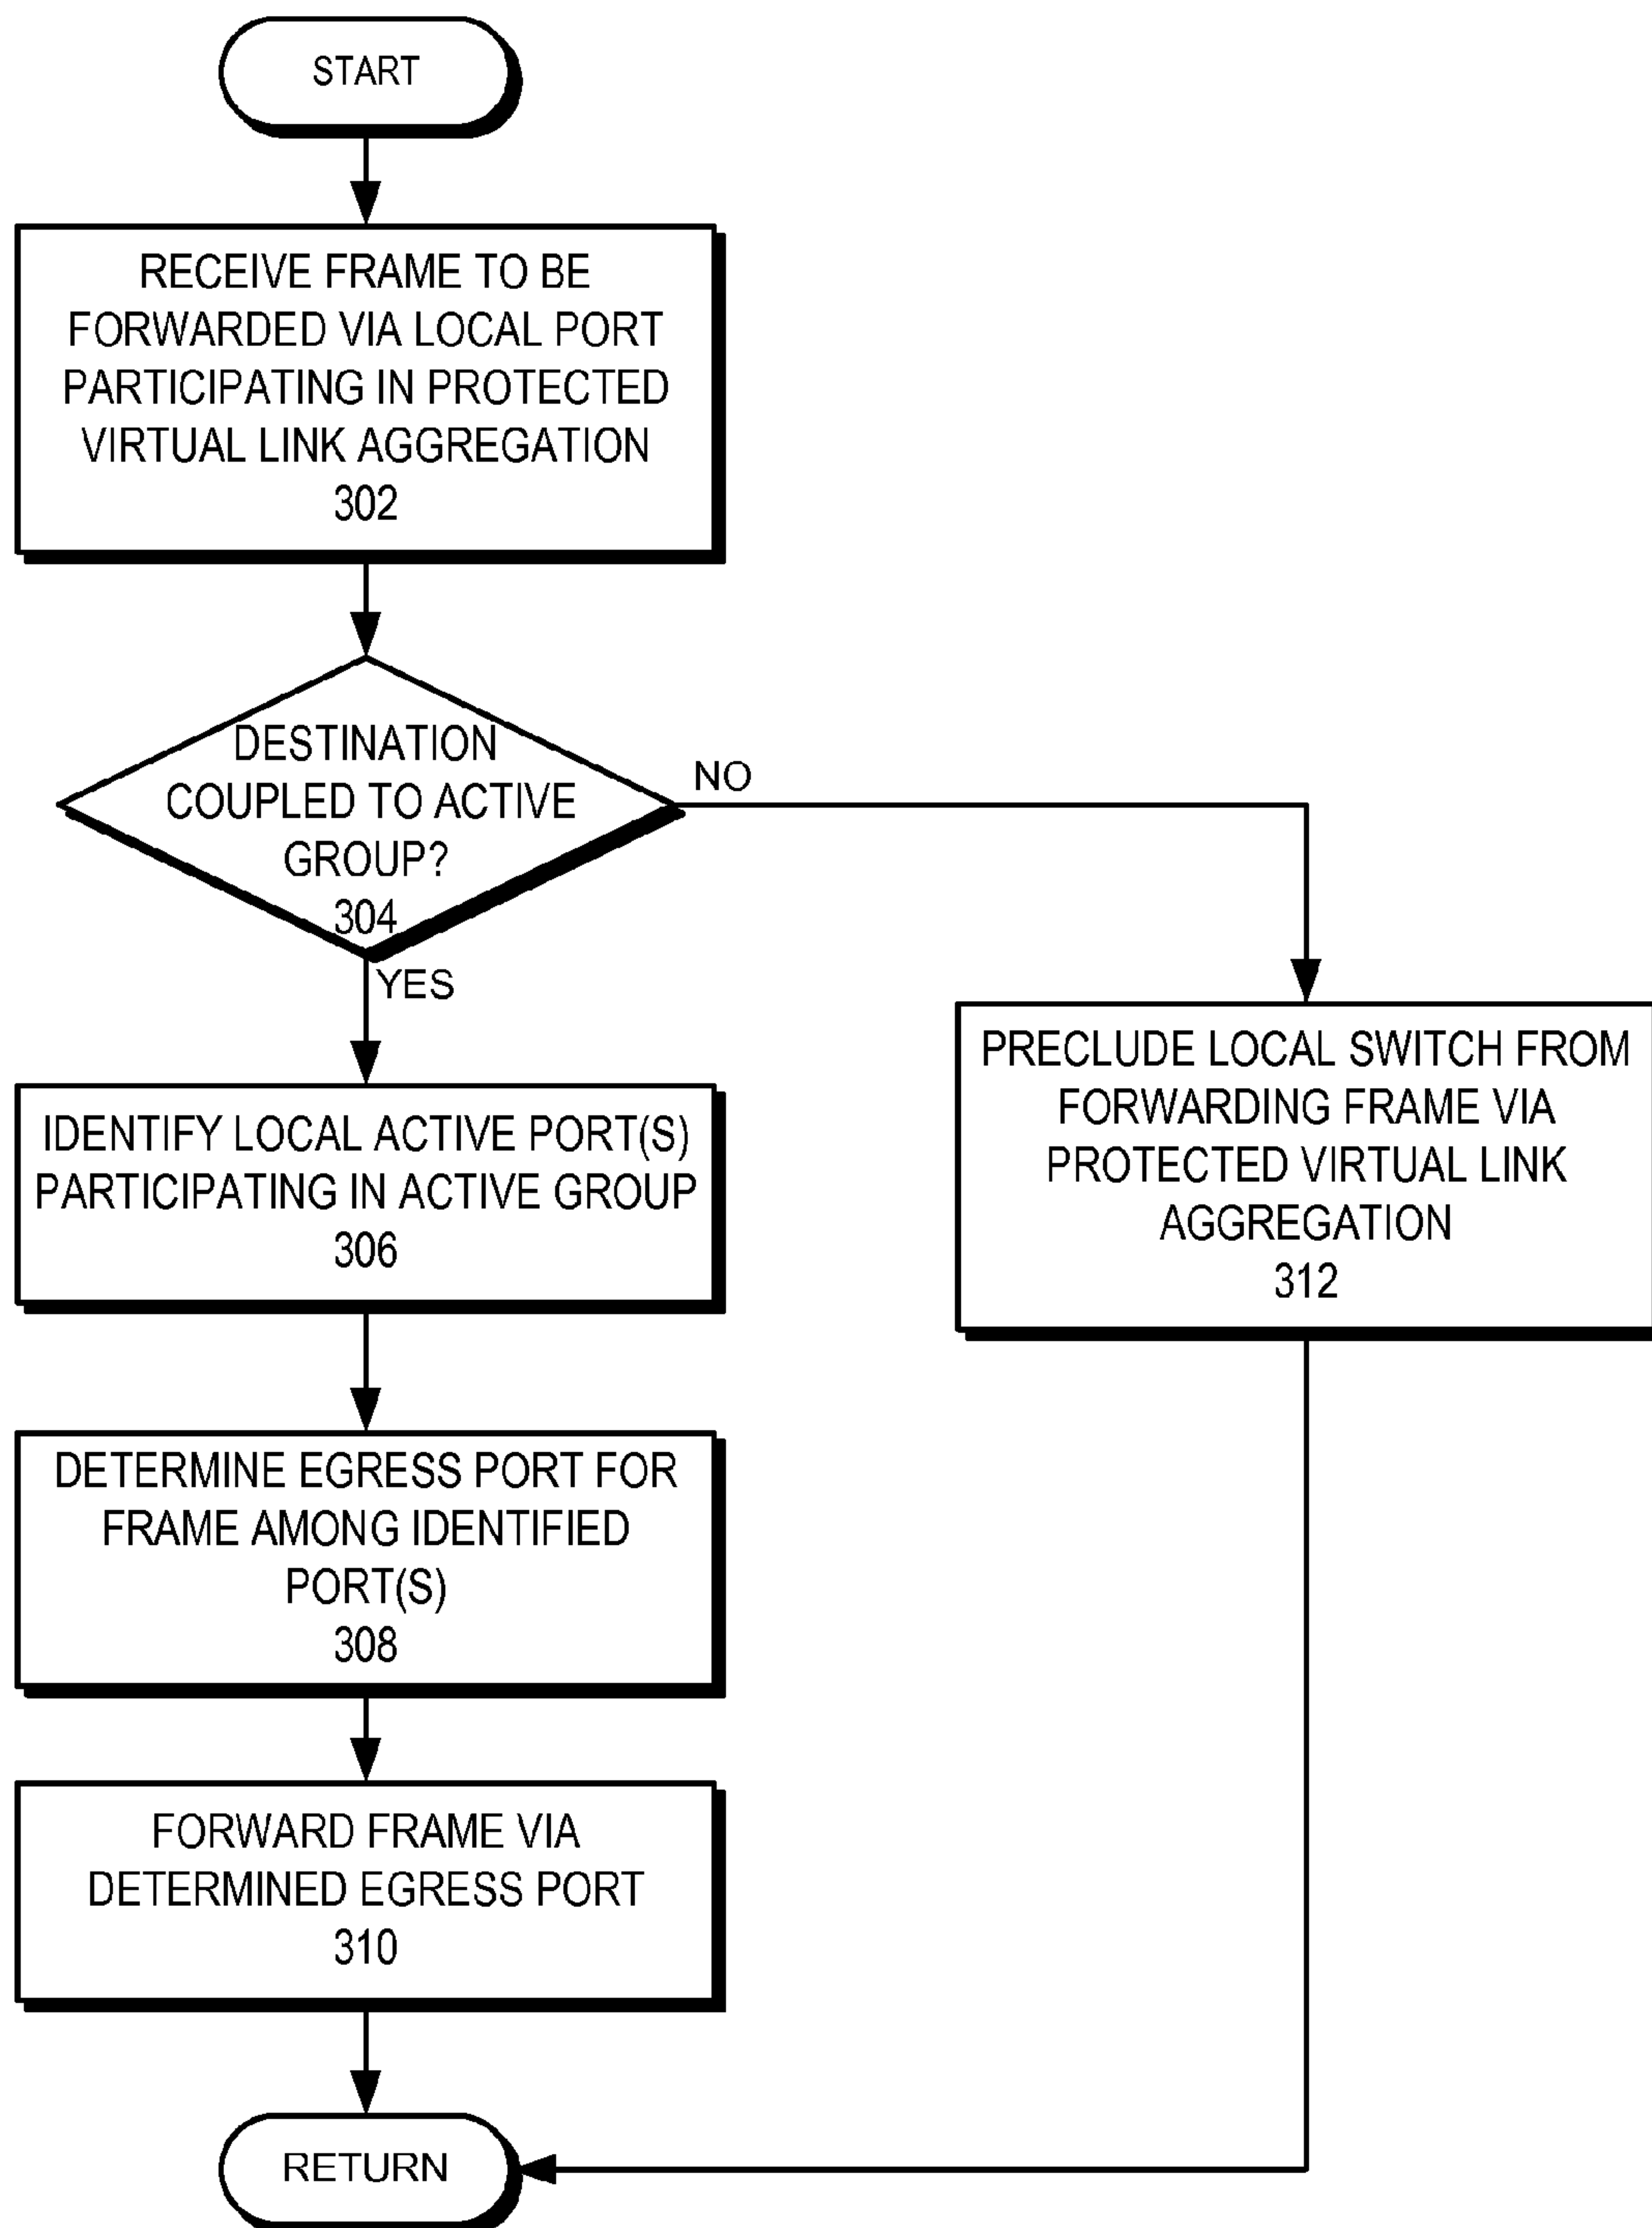 START
RECEIVE FRAME TO BE
FORWARDED VIA LOCAL PORT
PARTICIPATING IN PROTECTED
VIRTUAL LINK AGGREGATION
302
DESTINATION
COUPLED TO ACTIVE
GROUP?
304
NO
YES
IDENTIFY LOCAL ACTIVE PORT(S)
PARTICIPATING IN ACTIVE GROUP
306
PRECLUDE LOCAL SWITCH FROM
FORWARDING FRAME VIA
PROTECTED VIRTUAL LINK
AGGREGATION
312
DETERMINE EGRESS PORT FOR
FRAME AMONG IDENTIFIED
PORT(S)
308
FORWARD FRAME VIA
DETERMINED EGRESS PORT
310
RETURN